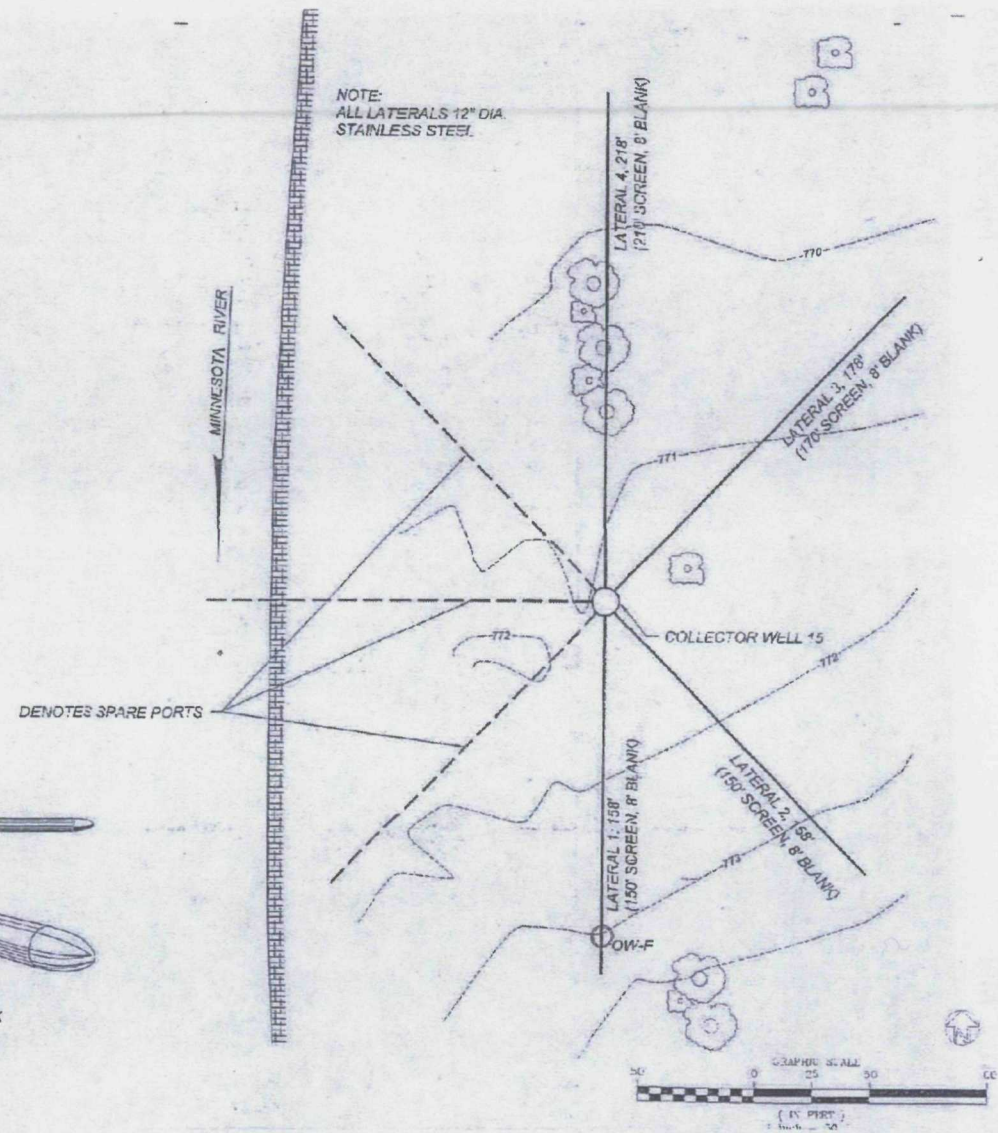 NOTE:
ALL LATERALS 12" DIA.
STAINLESS STEEL.
LATERAL 4, 218'
(210' SCREEN, 8' BLANK)
770
MINNESOTA RIVER
LATERAL 3, 178'
(170' SCREEN, 8' BLANK)
771
COLLECTOR WELL 15
772
772
DENOTES SPARE PORTS
LATERAL 1, 158'
(150' SCREEN, 8' BLANK)
LATERAL 2, 158'
(150' SCREEN, 8' BLANK)
773
OW-F
N
GRAPHIC SCALE
50 0 25 50